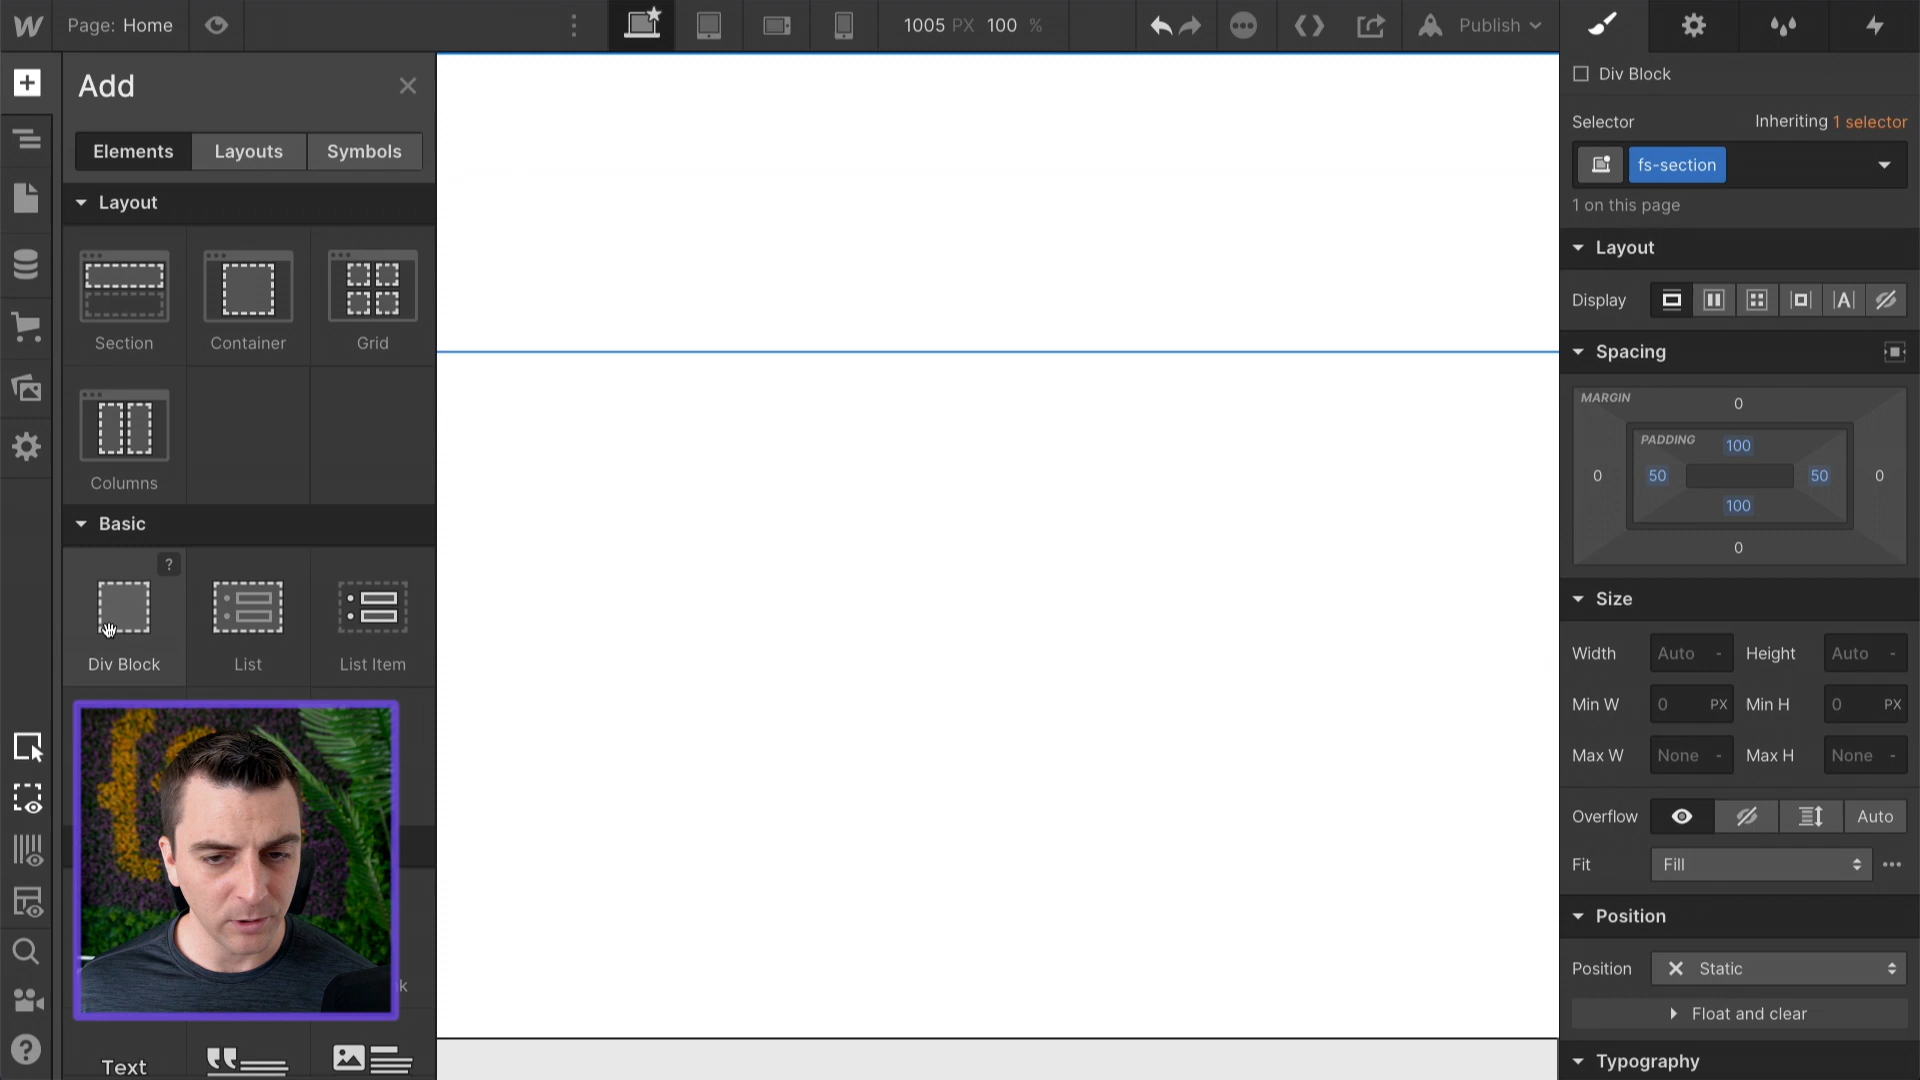 Page: Home
1005 PX 100 %
Publish
Add
Elements Layouts Symbols
Layout
Section Container Grid
Columns
Basic
?
Div Block List List Item
k
Text
Div Block
Selector Inheriting 1 selector
fs-section
1 on this page
Layout
Display
Spacing
MARGIN
0
PADDING 100
0 50 50 0
100
0
Size
Width Auto - Height Auto -
Min W 0 PX Min H 0 PX
Max W None - Max H None -
Overflow Auto
Fit Fill
Position
Position Static
Float and clear
Typography